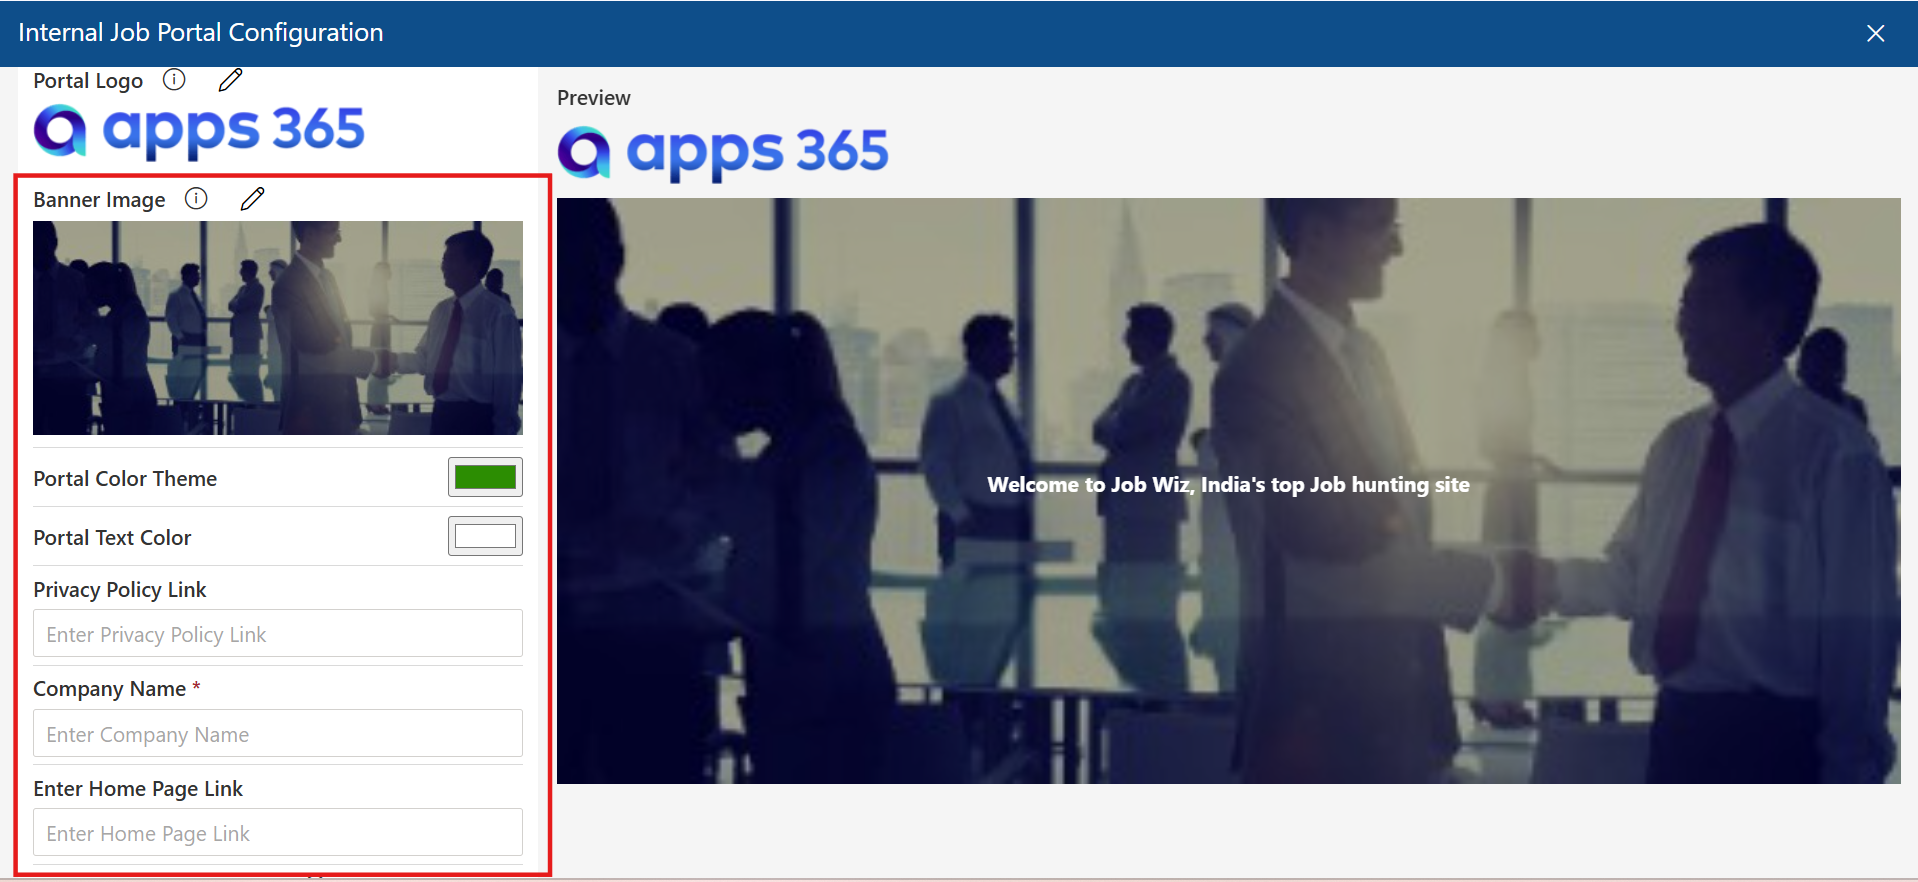 Internal Job Portal Configuration
Portal Logo
apps 365
Banner Image
Portal Color Theme
Portal Text Color
Privacy Policy Link
Enter Privacy Policy Link
Company Name *
Enter Company Name
Enter Home Page Link
Enter Home Page Link
Preview
apps 365
Welcome to Job Wiz, India's top Job hunting site